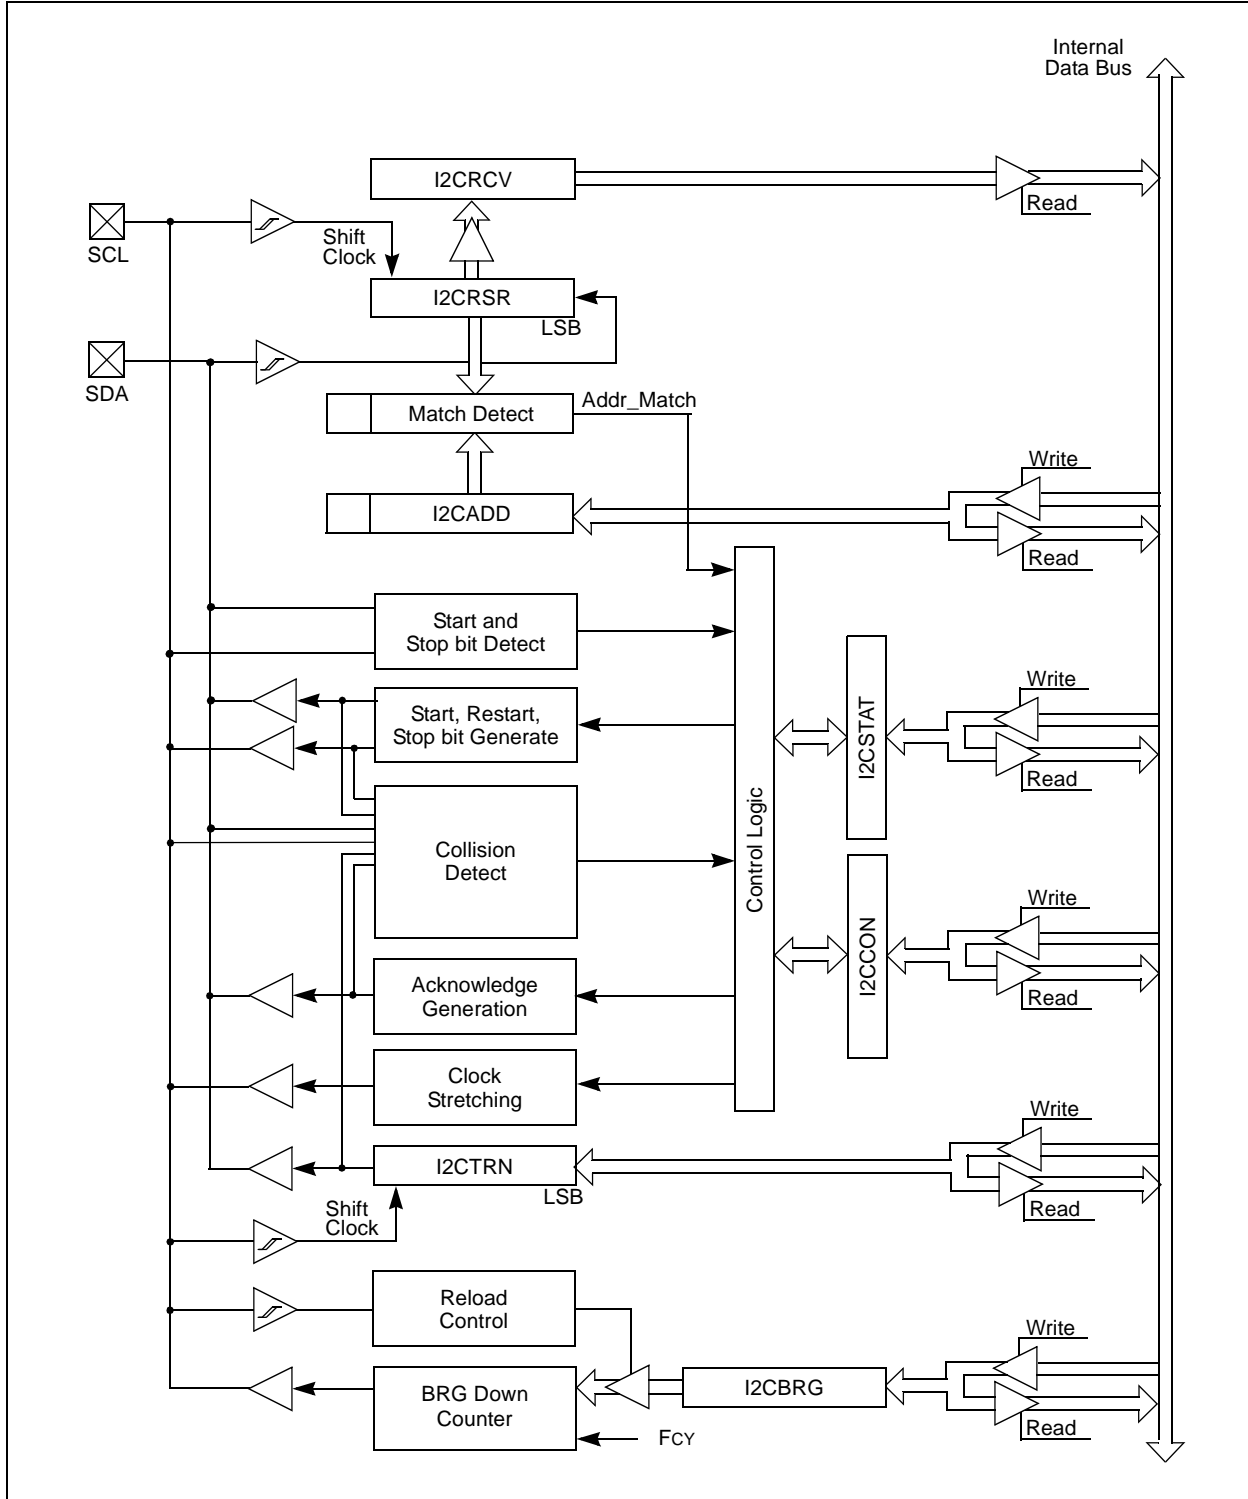 Internal
Data Bus
I2CRCV
Read
SCL
Shift
Clock
I2CRSR
LSB
SDA
Match Detect
Addr_Match
Write
I2CADD
Read
Start and
Stop bit Detect
Write
Start, Restart,
Stop bit Generate
I2CSTAT
Read
Control Logic
Collision
Detect
Write
I2CCON
Acknowledge
Generation
Read
Clock
Stretching
Write
I2CTRN
LSB
Read
Shift
Clock
Reload
Control
Write
I2CBRG
BRG Down
Counter
Read
FCY